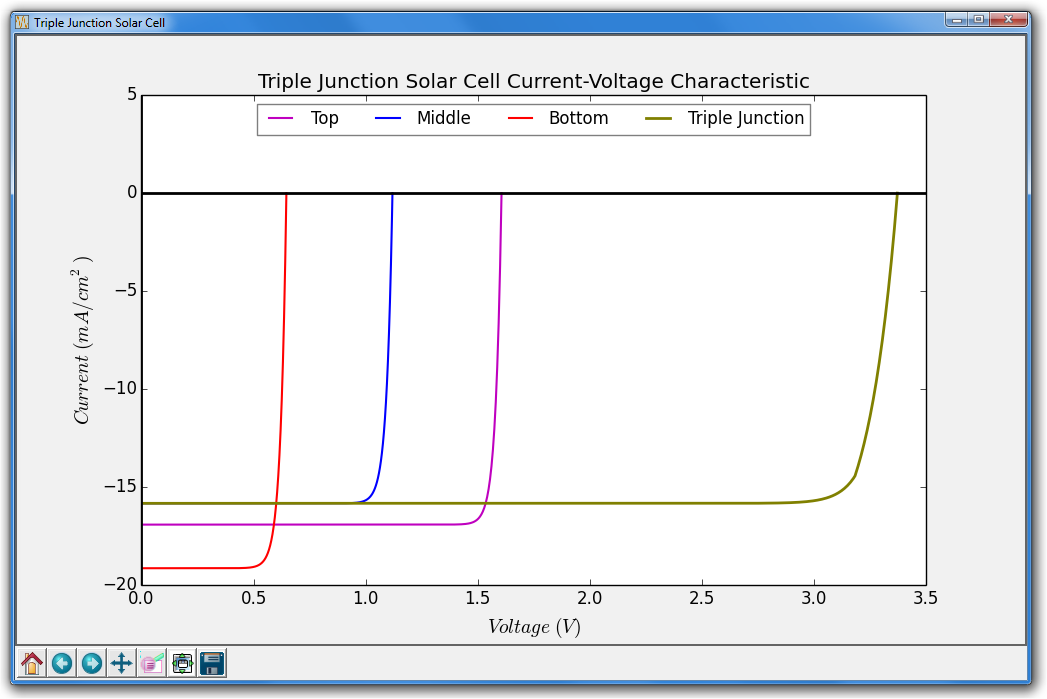 Triple Junction Solar Cell
Triple Junction Solar Cell Current-Voltage Characteristic
Top Middle Bottom Triple Junction
5
0
−5
−10
−15
−20
Current (mA/cm²)
0.0 0.5 1.0 1.5 2.0 2.5 3.0 3.5
Voltage (V)